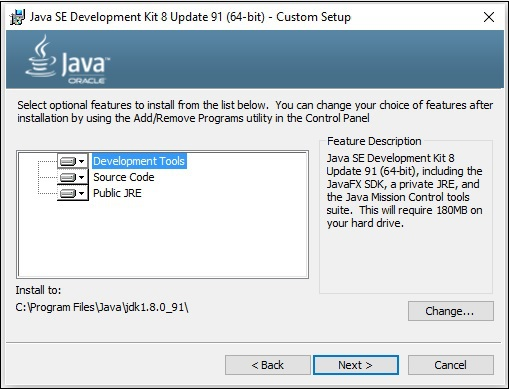 Java SE Development Kit 8 Update 91 (64-bit) - Custom Setup
Java
ORACLE
Select optional features to install from the list below. You can change your choice of features after
installation by using the Add/Remove Programs utility in the Control Panel
Development Tools
Source Code
Public JRE
Feature Description
Java SE Development Kit 8
Update 91 (64-bit), including the
JavaFX SDK, a private JRE, and
the Java Mission Control tools
suite. This will require 180MB on
your hard drive.
Install to:
C:\Program Files\Java\jdk1.8.0_91\
Change...
< Back
Next >
Cancel